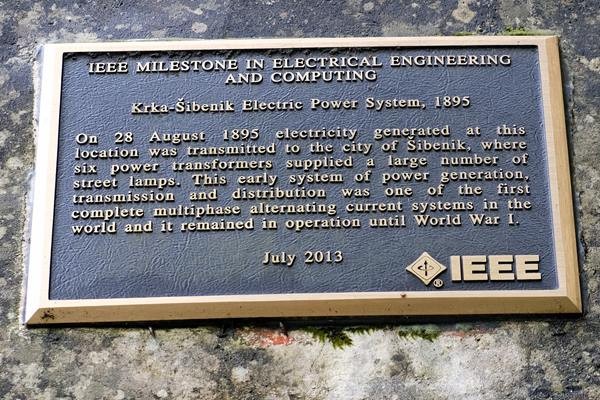 IEEE MILESTONE IN ELECTRICAL ENGINEERING
AND COMPUTING
Krka-Šibenik Electric Power System, 1895
On 28 August 1895 electricity generated at this
location was transmitted to the city of Šibenik, where
six power transformers supplied a large number of
street lamps. This early system of power generation,
transmission and distribution was one of the first
complete multiphase alternating current systems in the
world and it remained in operation until World War I.
July 2013
IEEE
®